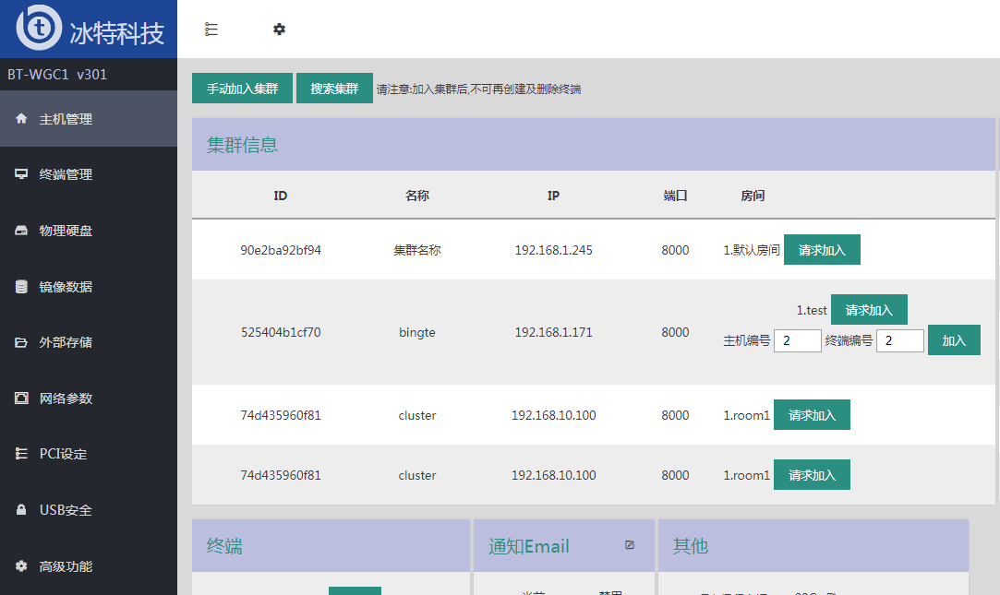 冰特科技
BT-WGC1 v301
主机管理
终端管理
物理硬盘
镜像数据
外部存储
网络参数
PCI设定
USB安全
高级功能
手动加入集群 搜索集群 请注意:加入集群后,不可再创建及删除终端
集群信息
ID 名称 IP 端口 房间
90e2ba92bf94 集群名称 192.168.1.245 8000 1.默认房间 请求加入
525404b1cf70 bingte 192.168.1.171 8000 1.test 请求加入
主机编号 2 终端编号 2 加入
74d435960f81 cluster 192.168.10.100 8000 1.room1 请求加入
74d435960f81 cluster 192.168.10.100 8000 1.room1 请求加入
终端 通知Email 其他